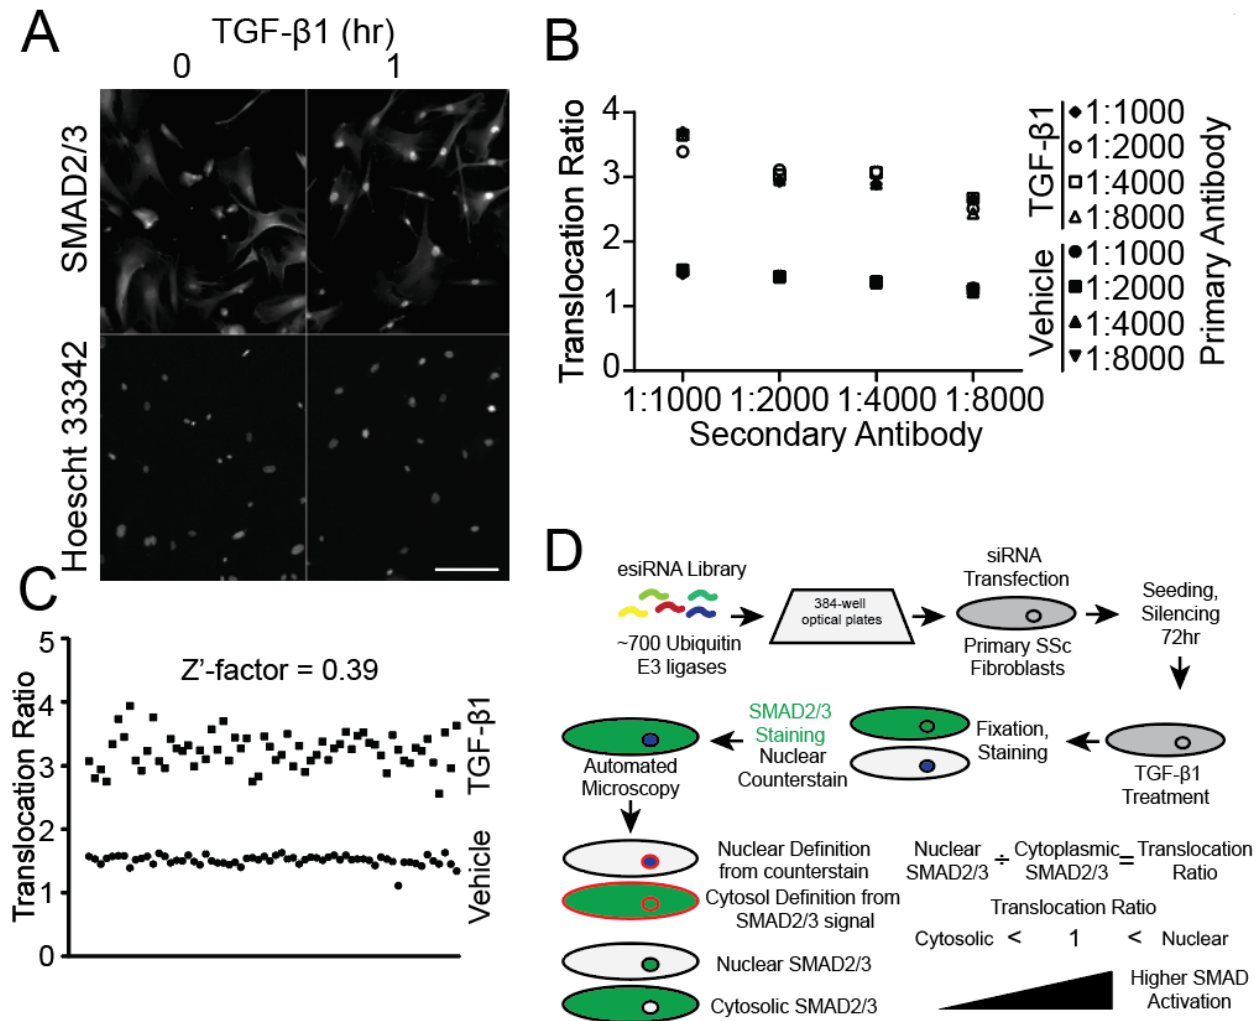 A
TGF-β1 (hr)
0 1
SMAD2/3
Hoescht 33342
B
Translocation Ratio
4
3
2
1
0
1:1000 1:2000 1:4000 1:8000
Secondary Antibody
TGF-β1
1:1000
1:2000
1:4000
1:8000
Vehicle
1:1000
1:2000
1:4000
1:8000
Primary Antibody
C
Translocation Ratio
5
4
3
2
1
0
Z'-factor = 0.39
TGF-β1
Vehicle
D
esiRNA Library
~700 Ubiquitin
E3 ligases
384-well
optical plates
siRNA
Transfection
Primary SSc
Fibroblasts
Seeding,
Silencing
72hr
TGF-β1
Treatment
Fixation,
Staining
SMAD2/3
Staining
Nuclear
Counterstain
Automated
Microscopy
Nuclear Definition
from counterstain
Cytosol Definition from
SMAD2/3 signal
Nuclear SMAD2/3
Cytosolic SMAD2/3
Nuclear
SMAD2/3
÷
Cytoplasmic
SMAD2/3
=
Translocation
Ratio
Translocation Ratio
Cytosolic < 1 < Nuclear
Higher SMAD
Activation